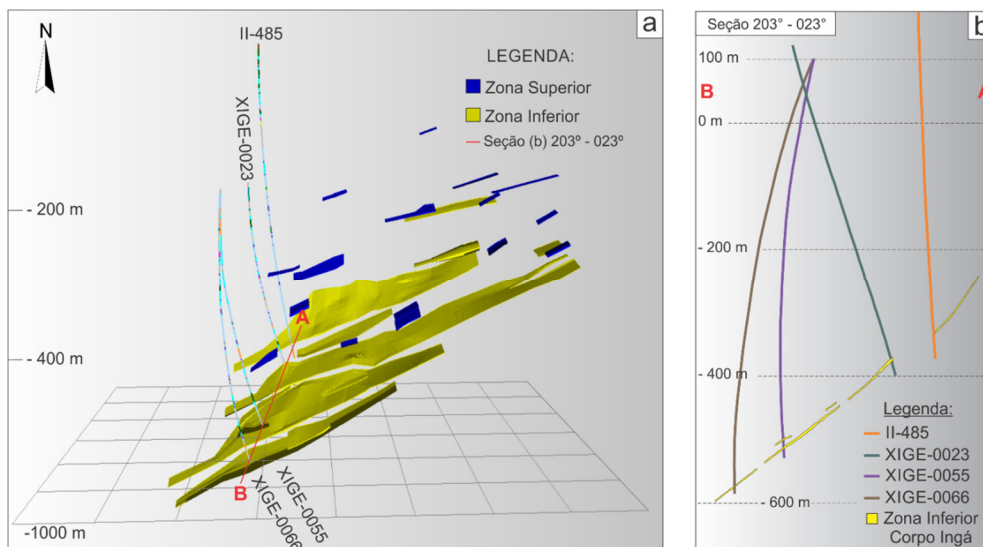 a
N
II-485
XIGE-0023
LEGENDA:
Zona Superior
Zona Inferior
Seção (b) 203º - 023º
- 200 m
- 400 m
-1000 m
A
B
XIGE-0055
XIGE-0066
Seção 203° - 023°
b
100 m
B
A
0 m
- 200 m
- 400 m
- 600 m
Legenda:
II-485
XIGE-0023
XIGE-0055
XIGE-0066
Zona Inferior
Corpo Ingá